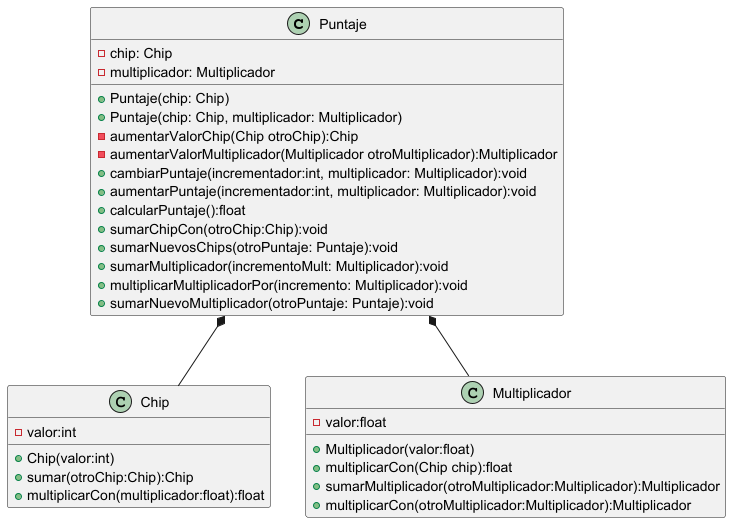 C Puntaje
chip: Chip
multiplicador: Multiplicador
Puntaje(chip: Chip)
Puntaje(chip: Chip, multiplicador: Multiplicador)
aumentarValorChip(Chip otroChip):Chip
aumentarValorMultiplicador(Multiplicador otroMultiplicador):Multiplicador
cambiarPuntaje(incrementador:int, multiplicador: Multiplicador):void
aumentarPuntaje(incrementador:int, multiplicador: Multiplicador):void
calcularPuntaje():float
sumarChipCon(otroChip:Chip):void
sumarNuevosChips(otroPuntaje: Puntaje):void
sumarMultiplicador(incrementoMult: Multiplicador):void
multiplicarMultiplicadorPor(incremento: Multiplicador):void
sumarNuevoMultiplicador(otroPuntaje: Puntaje):void
C Chip
valor:int
Chip(valor:int)
sumar(otroChip:Chip):Chip
multiplicarCon(multiplicador:float):float
C Multiplicador
valor:float
Multiplicador(valor:float)
multiplicarCon(Chip chip):float
sumarMultiplicador(otroMultiplicador:Multiplicador):Multiplicador
multiplicarCon(otroMultiplicador:Multiplicador):Multiplicador